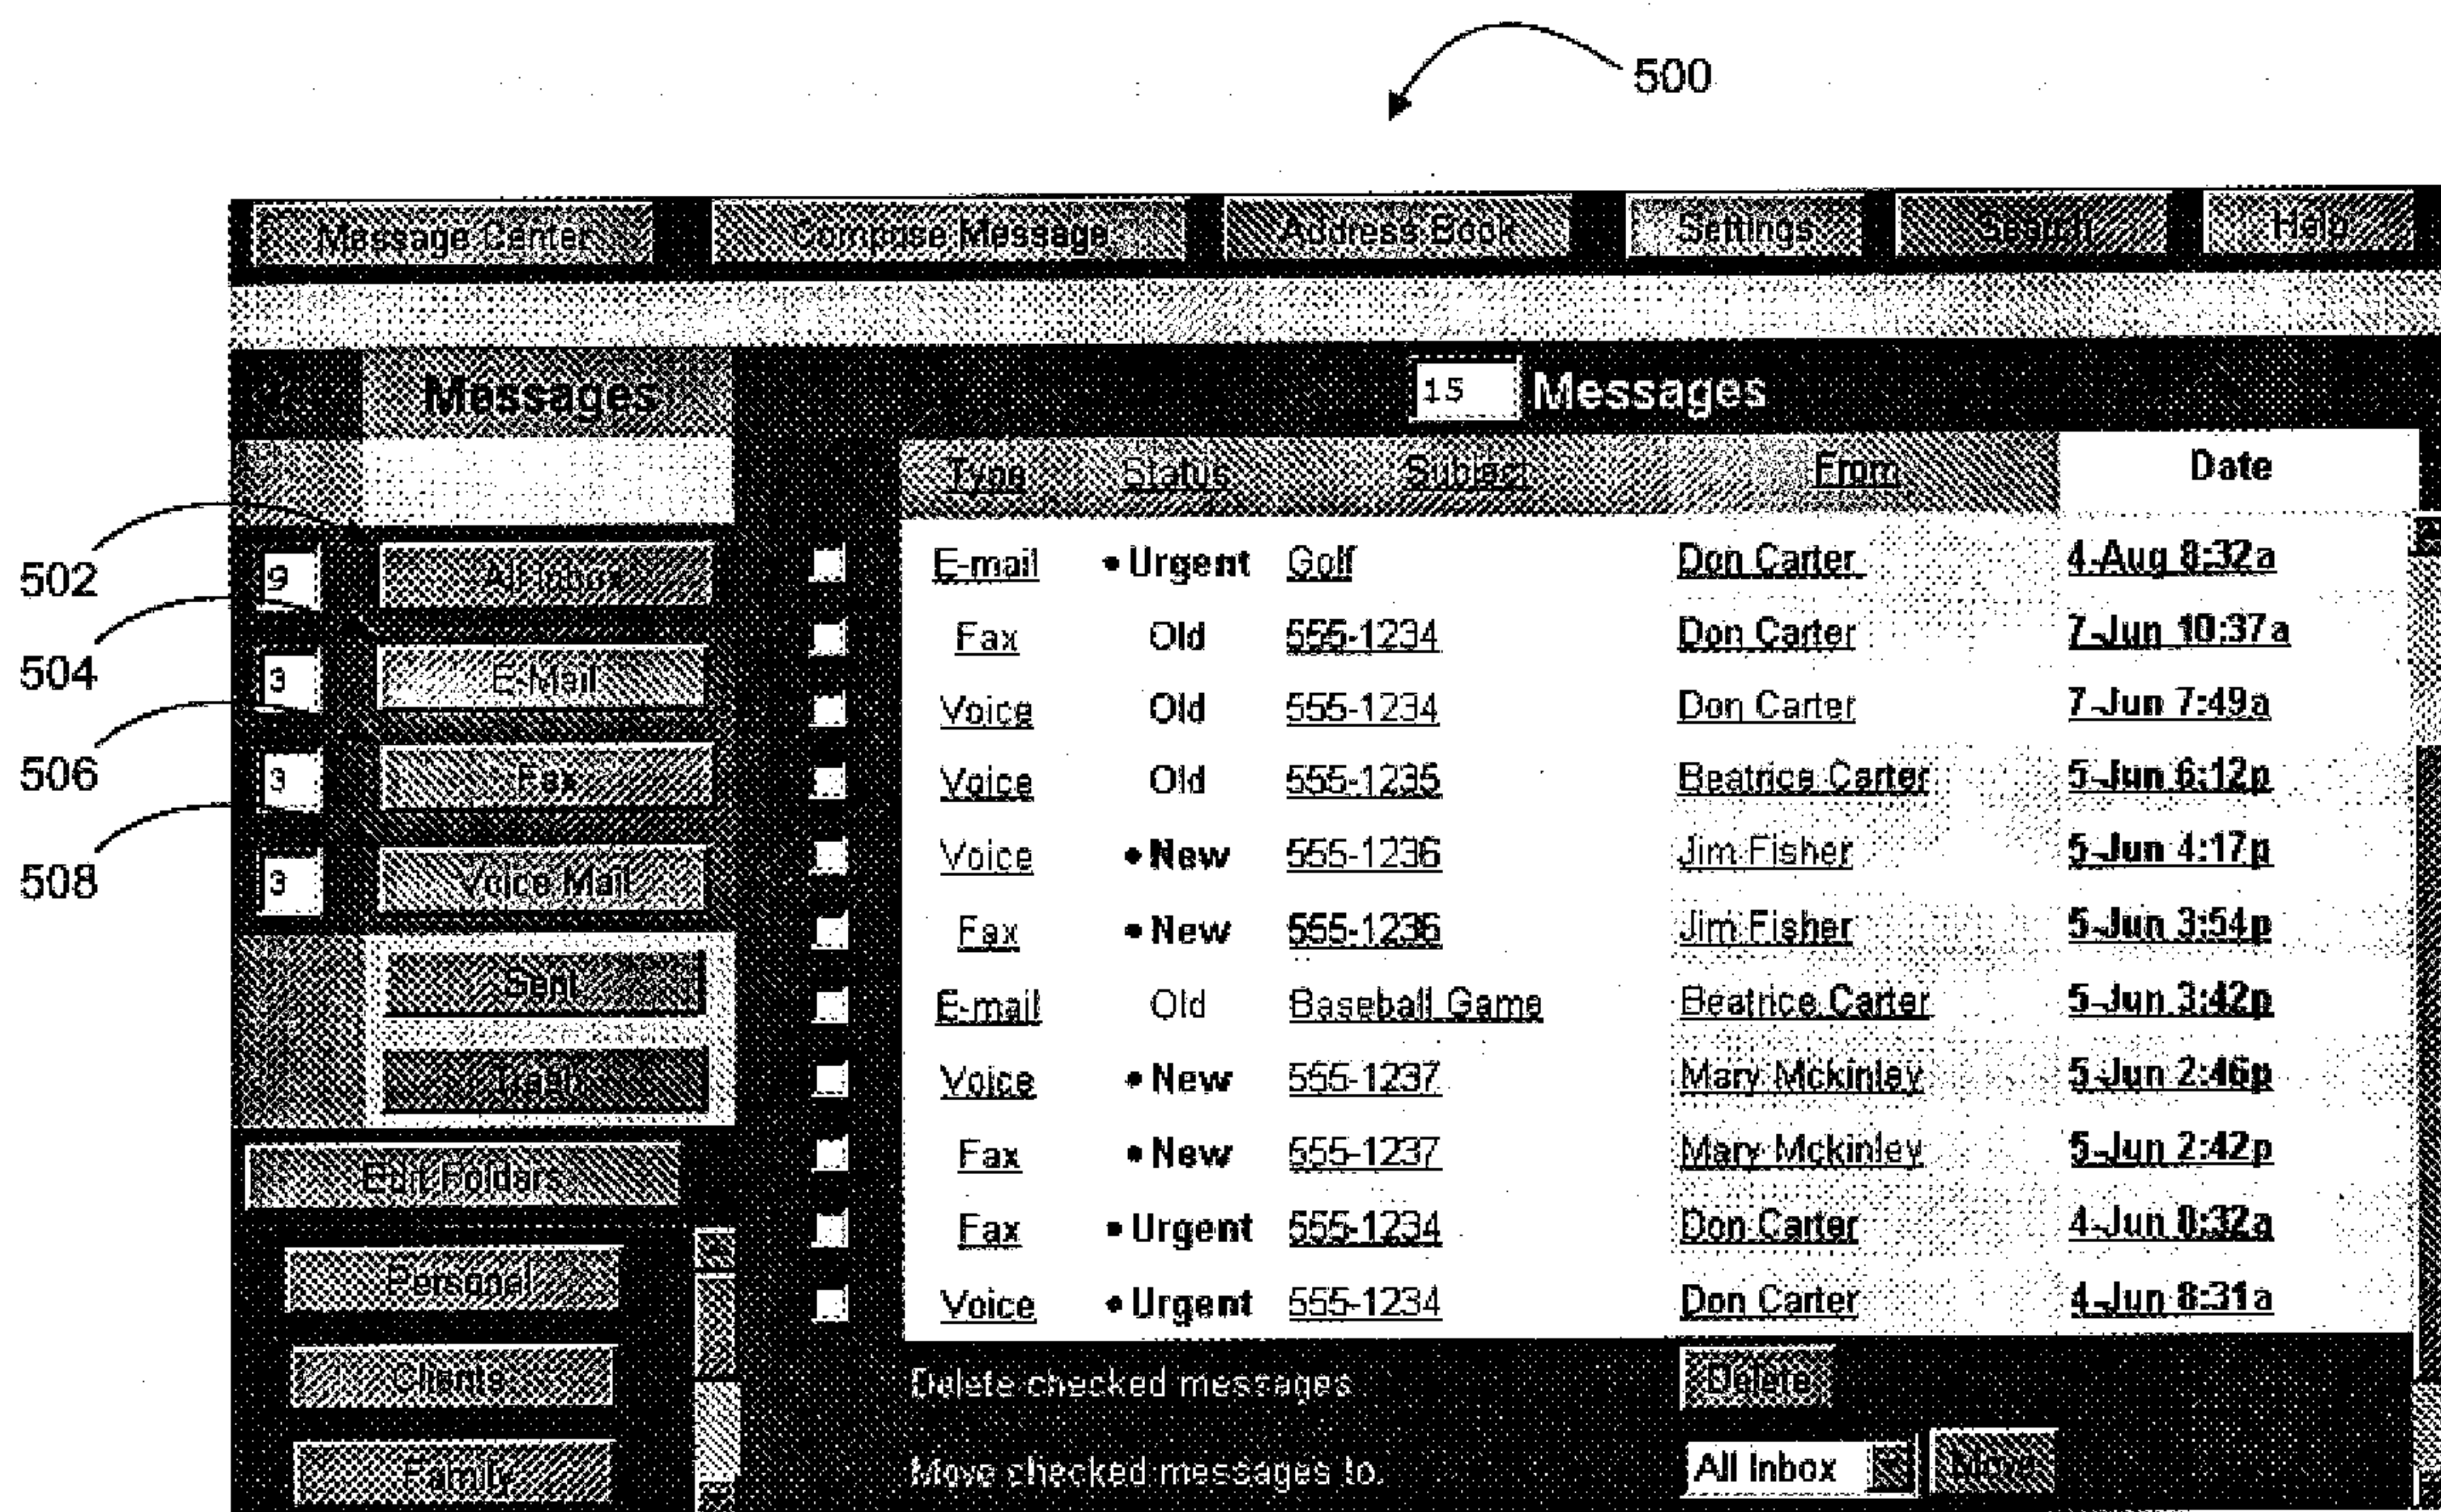 500
Message Center Compose Message Address Book Settings Search Help
Messages
15 Messages
Type Status Subject From Date
502
9 All Inbox
504
3 E-Mail
506
3 Fax
508
3 Voice Mail
Sent
Trash
Edit Folders
Personal
Clients
Family
E-mail •Urgent Golf Don Carter 4-Aug 8:32a
Fax Old 555-1234 Don Carter 7-Jun 10:37a
Voice Old 555-1234 Don Carter 7-Jun 7:49a
Voice Old 555-1235 Beatrice Carter 5-Jun 6:12p
Voice •New 555-1236 Jim Fisher 5-Jun 4:17p
Fax •New 555-1236 Jim Fisher 5-Jun 3:54p
E-mail Old Baseball Game Beatrice Carter 5-Jun 3:42p
Voice •New 555-1237 Mary Mckinley 5-Jun 2:46p
Fax •New 555-1237 Mary Mckinley 5-Jun 2:42p
Fax •Urgent 555-1234 Don Carter 4-Jun 8:32a
Voice •Urgent 555-1234 Don Carter 4-Jun 8:31a
Delete checked messages Delete
Move checked messages to. All Inbox Move